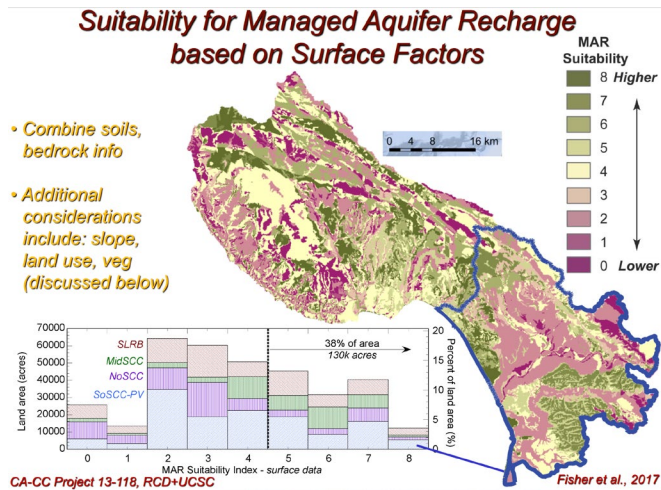 Suitability for Managed Aquifer Recharge
based on Surface Factors
MAR
Suitability
8 Higher
7
6
5
4
3
2
1
0 Lower
• Combine soils,
bedrock info
• Additional
considerations
include: slope,
land use, veg
(discussed below)
0 4 8 16 km
Land area (acres)
70000
60000
50000
40000
30000
20000
10000
0
SLRB
MidSCC
NoSCC
SoSCC-PV
38% of area
130k acres
20
15
10
5
0
Percent of land area (%)
0 1 2 3 4 5 6 7 8
MAR Suitability Index - surface data
CA-CC Project 13-118, RCD+UCSC
Fisher et al., 2017